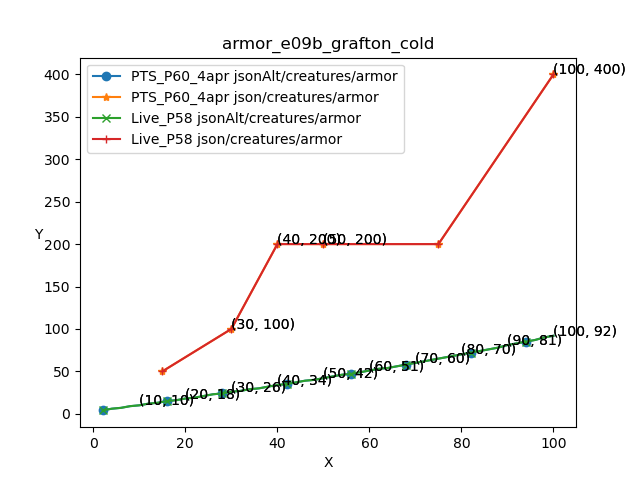 armor_e09b_grafton_cold
PTS_P60_4apr jsonAlt/creatures/armor
PTS_P60_4apr json/creatures/armor
Live_P58 jsonAlt/creatures/armor
Live_P58 json/creatures/armor
(100, 400)
(40, 200)
(50, 200)
(30, 100)
(10, 10)
(20, 18)
(30, 26)
(40, 34)
(50, 42)
(60, 51)
(70, 60)
(80, 70)
(90, 81)
(100, 92)
Y
400
350
300
250
200
150
100
50
0
0 20 40 60 80 100
X